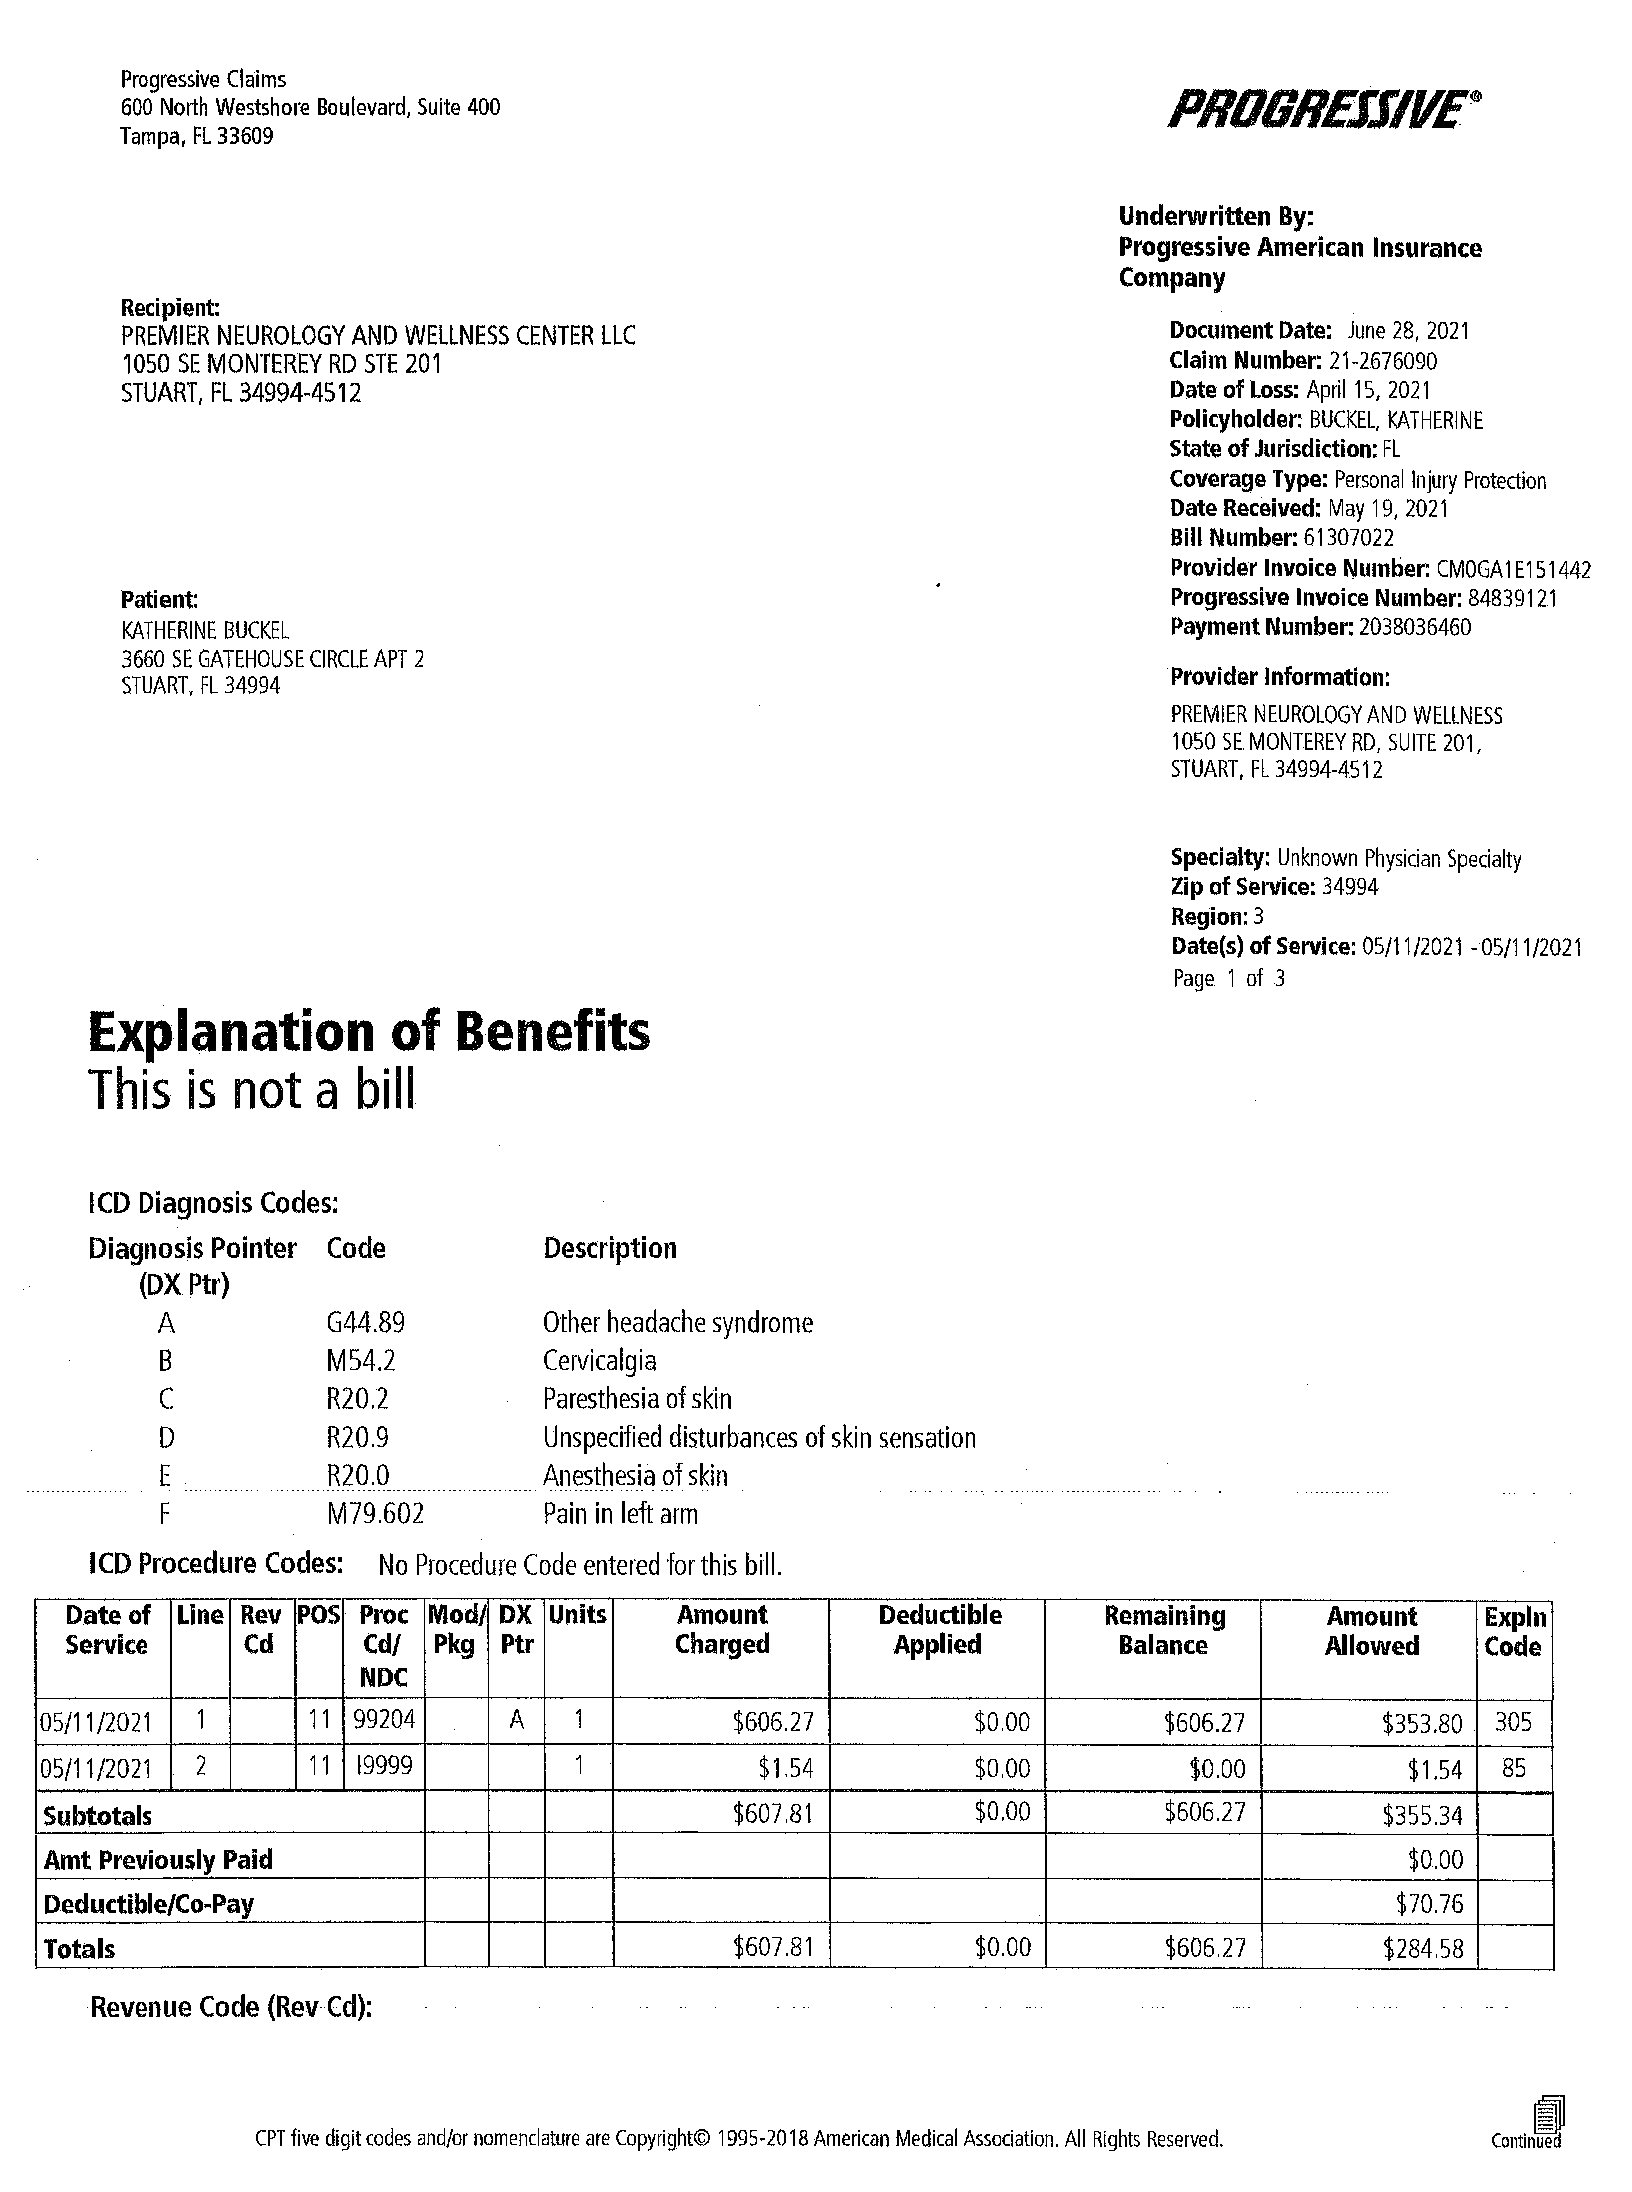 Progressive Claims
600 North Westshore Boulevard, Suite 400
Tampa, FL 33609
PROGRESSIVE®
Underwritten By:
Progressive American Insurance
Company
Recipient:
PREMIER NEUROLOGY AND WELLNESS CENTER LLC
1050 SE MONTEREY RD STE 201
STUART, FL 34994-4512
Document Date: June 28, 2021
Claim Number: 21-2676090
Date of Loss: April 15, 2021
Policyholder: BUCKEL, KATHERINE
State of Jurisdiction: FL
Coverage Type: Personal Injury Protection
Date Received: May 19, 2021
Bill Number: 61307022
Provider Invoice Number: CM0GA1E151442
Progressive Invoice Number: 84839121
Payment Number: 2038036460
Patient:
KATHERINE BUCKEL
3660 SE GATEHOUSE CIRCLE APT 2
STUART, FL 34994
Provider Information:
PREMIER NEUROLOGY AND WELLNESS
1050 SE MONTEREY RD, SUITE 201,
STUART, FL 34994-4512
Specialty: Unknown Physician Specialty
Zip of Service: 34994
Region: 3
Date(s) of Service: 05/11/2021 - 05/11/2021
Page 1 of 3
Explanation of Benefits
This is not a bill
ICD Diagnosis Codes:
Diagnosis Pointer Code Description
(DX Ptr)
A G44.89 Other headache syndrome
B M54.2 Cervicalgia
C R20.2 Paresthesia of skin
D R20.9 Unspecified disturbances of skin sensation
E R20.0 Anesthesia of skin
F M79.602 Pain in left arm
ICD Procedure Codes: No Procedure Code entered for this bill.
Date of Line Rev POS Proc Mod/ DX Units Amount Deductible Remaining Amount Expln
Service Cd Cd/ Pkg Ptr Charged Applied Balance Allowed Code
NDC
05/11/2021 1 11 99204 A 1 $606.27 $0.00 $606.27 $353.80 305
05/11/2021 2 11 I9999 1 $1.54 $0.00 $0.00 $1.54 85
Subtotals $607.81 $0.00 $606.27 $355.34
Amt Previously Paid $0.00
Deductible/Co-Pay $70.76
Totals $607.81 $0.00 $606.27 $284.58
Revenue Code (Rev Cd):
CPT five digit codes and/or nomenclature are Copyright© 1995-2018 American Medical Association. All Rights Reserved.
Continued